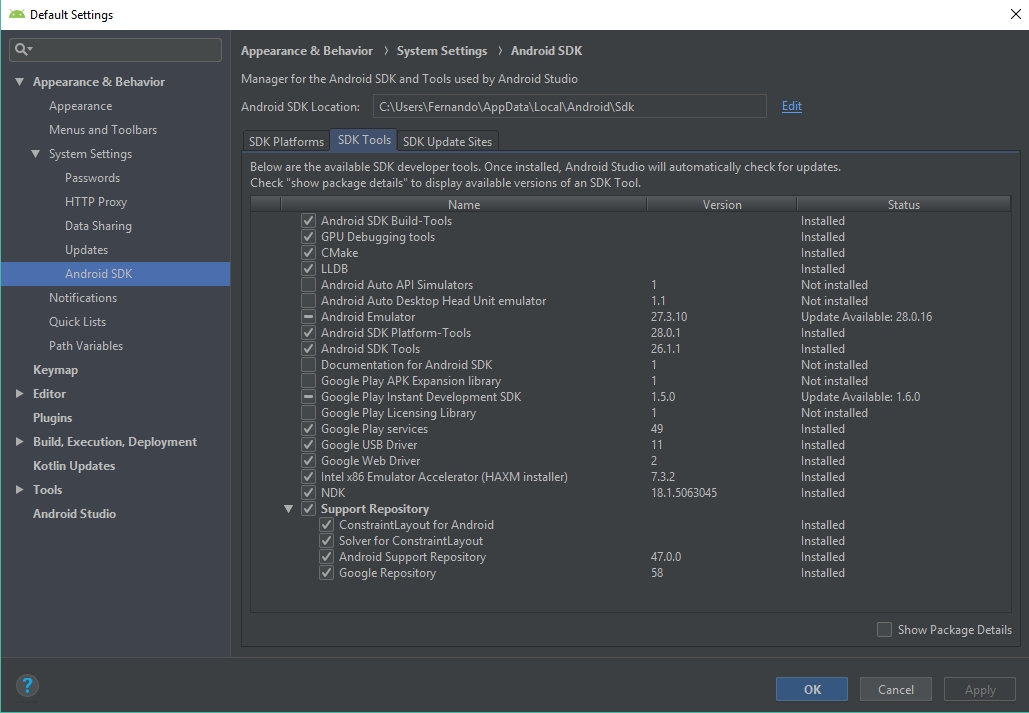 Default Settings
Appearance & Behavior
Appearance
Menus and Toolbars
System Settings
Passwords
HTTP Proxy
Data Sharing
Updates
Android SDK
Notifications
Quick Lists
Path Variables
Keymap
Editor
Plugins
Build, Execution, Deployment
Kotlin Updates
Tools
Android Studio
Appearance & Behavior › System Settings › Android SDK
Manager for the Android SDK and Tools used by Android Studio
Android SDK Location: C:\Users\Fernando\AppData\Local\Android\Sdk Edit
SDK Platforms SDK Tools SDK Update Sites
Below are the available SDK developer tools. Once installed, Android Studio will automatically check for updates.
Check "show package details" to display available versions of an SDK Tool.
Name Version Status
Android SDK Build-Tools Installed
GPU Debugging tools Installed
CMake Installed
LLDB Installed
Android Auto API Simulators 1 Not installed
Android Auto Desktop Head Unit emulator 1.1 Not installed
Android Emulator 27.3.10 Update Available: 28.0.16
Android SDK Platform-Tools 28.0.1 Installed
Android SDK Tools 26.1.1 Installed
Documentation for Android SDK 1 Not installed
Google Play APK Expansion library 1 Not installed
Google Play Instant Development SDK 1.5.0 Update Available: 1.6.0
Google Play Licensing Library 1 Not installed
Google Play services 49 Installed
Google USB Driver 11 Installed
Google Web Driver 2 Installed
Intel x86 Emulator Accelerator (HAXM installer) 7.3.2 Installed
NDK 18.1.5063045 Installed
Support Repository
ConstraintLayout for Android Installed
Solver for ConstraintLayout Installed
Android Support Repository 47.0.0 Installed
Google Repository 58 Installed
Show Package Details
? OK Cancel Apply